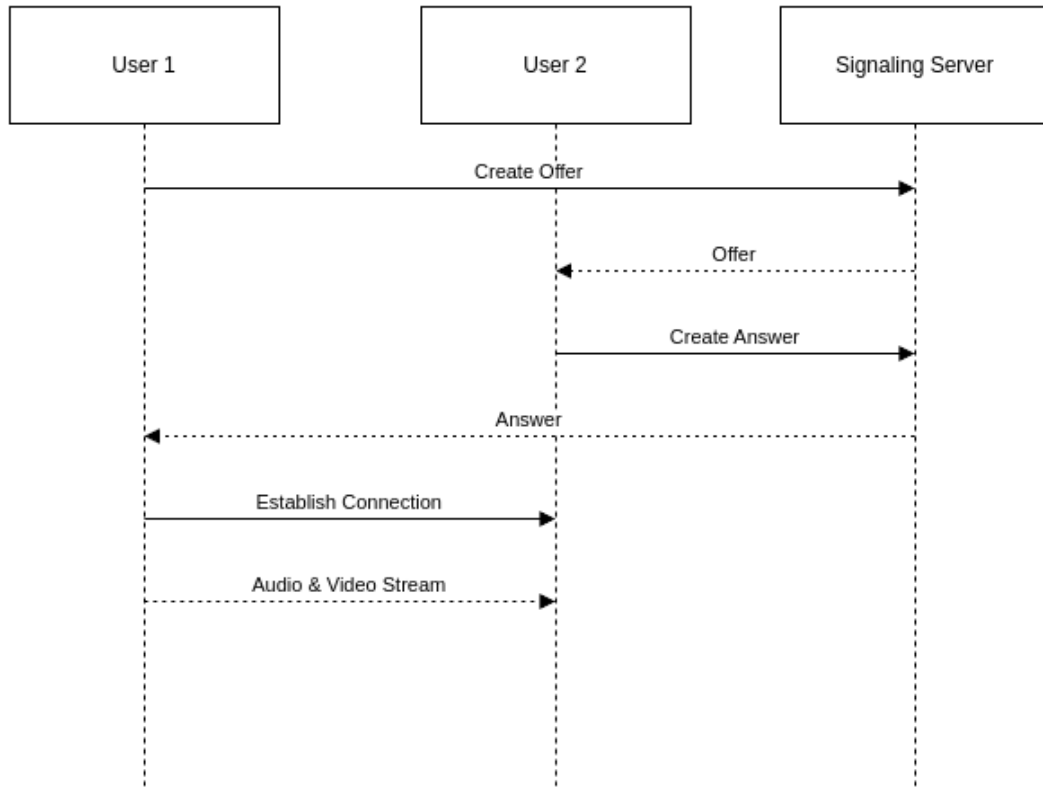 User 1
User 2
Signaling Server
Create Offer
Offer
Create Answer
Answer
Establish Connection
Audio & Video Stream